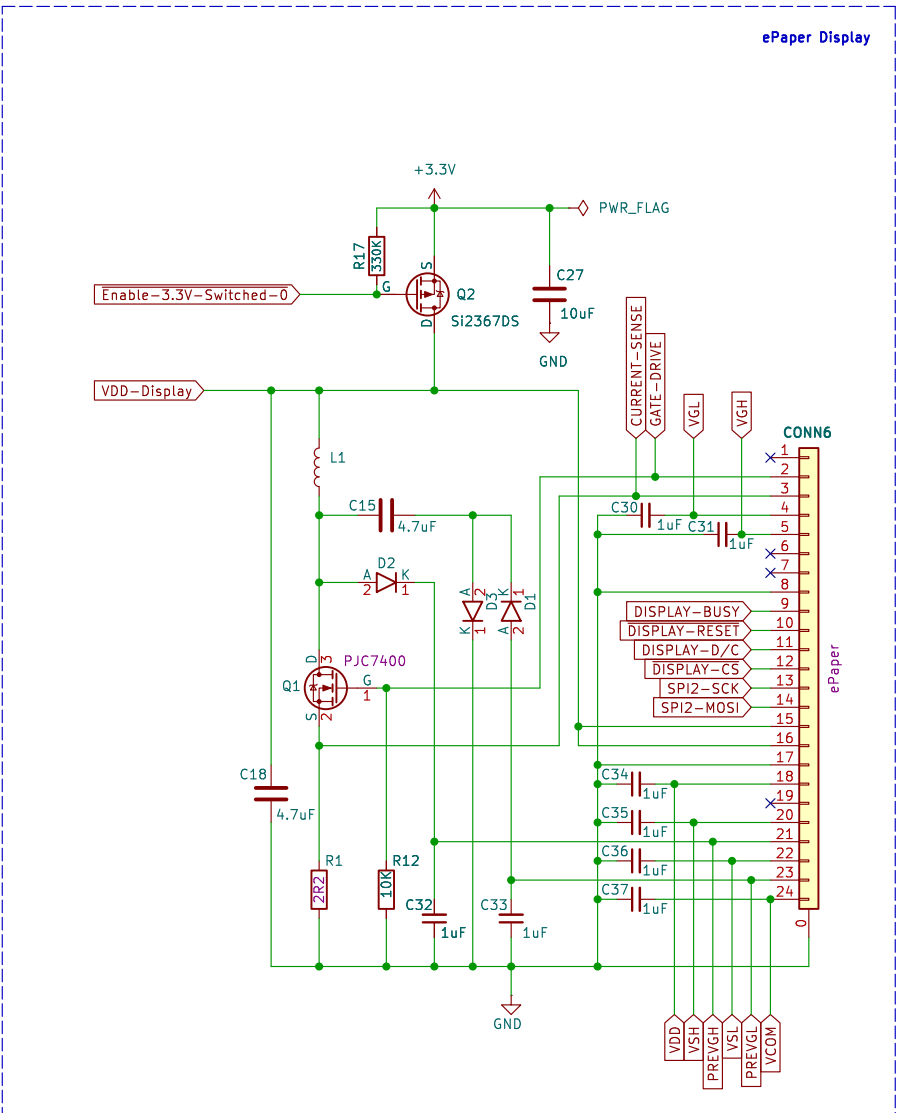 ePaper Display
+3.3V
PWR_FLAG
R17
330K
S
G
D
Q2
Si2367DS
C27
10uF
GND
Enable-3.3V-Switched-0
VDD-Display
CURRENT-SENSE
GATE-DRIVE
VGL
VGH
CONN6
L1
C15
4.7uF
D2
A
2
K
1
A
2
D3
K
1
K
1
D1
A
2
C30
1uF
C31
1uF
1
2
3
4
5
6
7
8
9
10
11
12
13
14
15
16
17
18
19
20
21
22
23
24
0
DISPLAY-BUSY
DISPLAY-RESET
DISPLAY-D/C
DISPLAY-CS
SPI2-SCK
SPI2-MOSI
ePaper
PJC7400
D
3
Q1
G
1
S
2
C18
4.7uF
C34
1uF
C35
1uF
C36
1uF
C37
1uF
R1
2R2
R12
10K
C32
1uF
C33
1uF
GND
VDD
VSH
PREVGH
VSL
PREVGL
VCOM